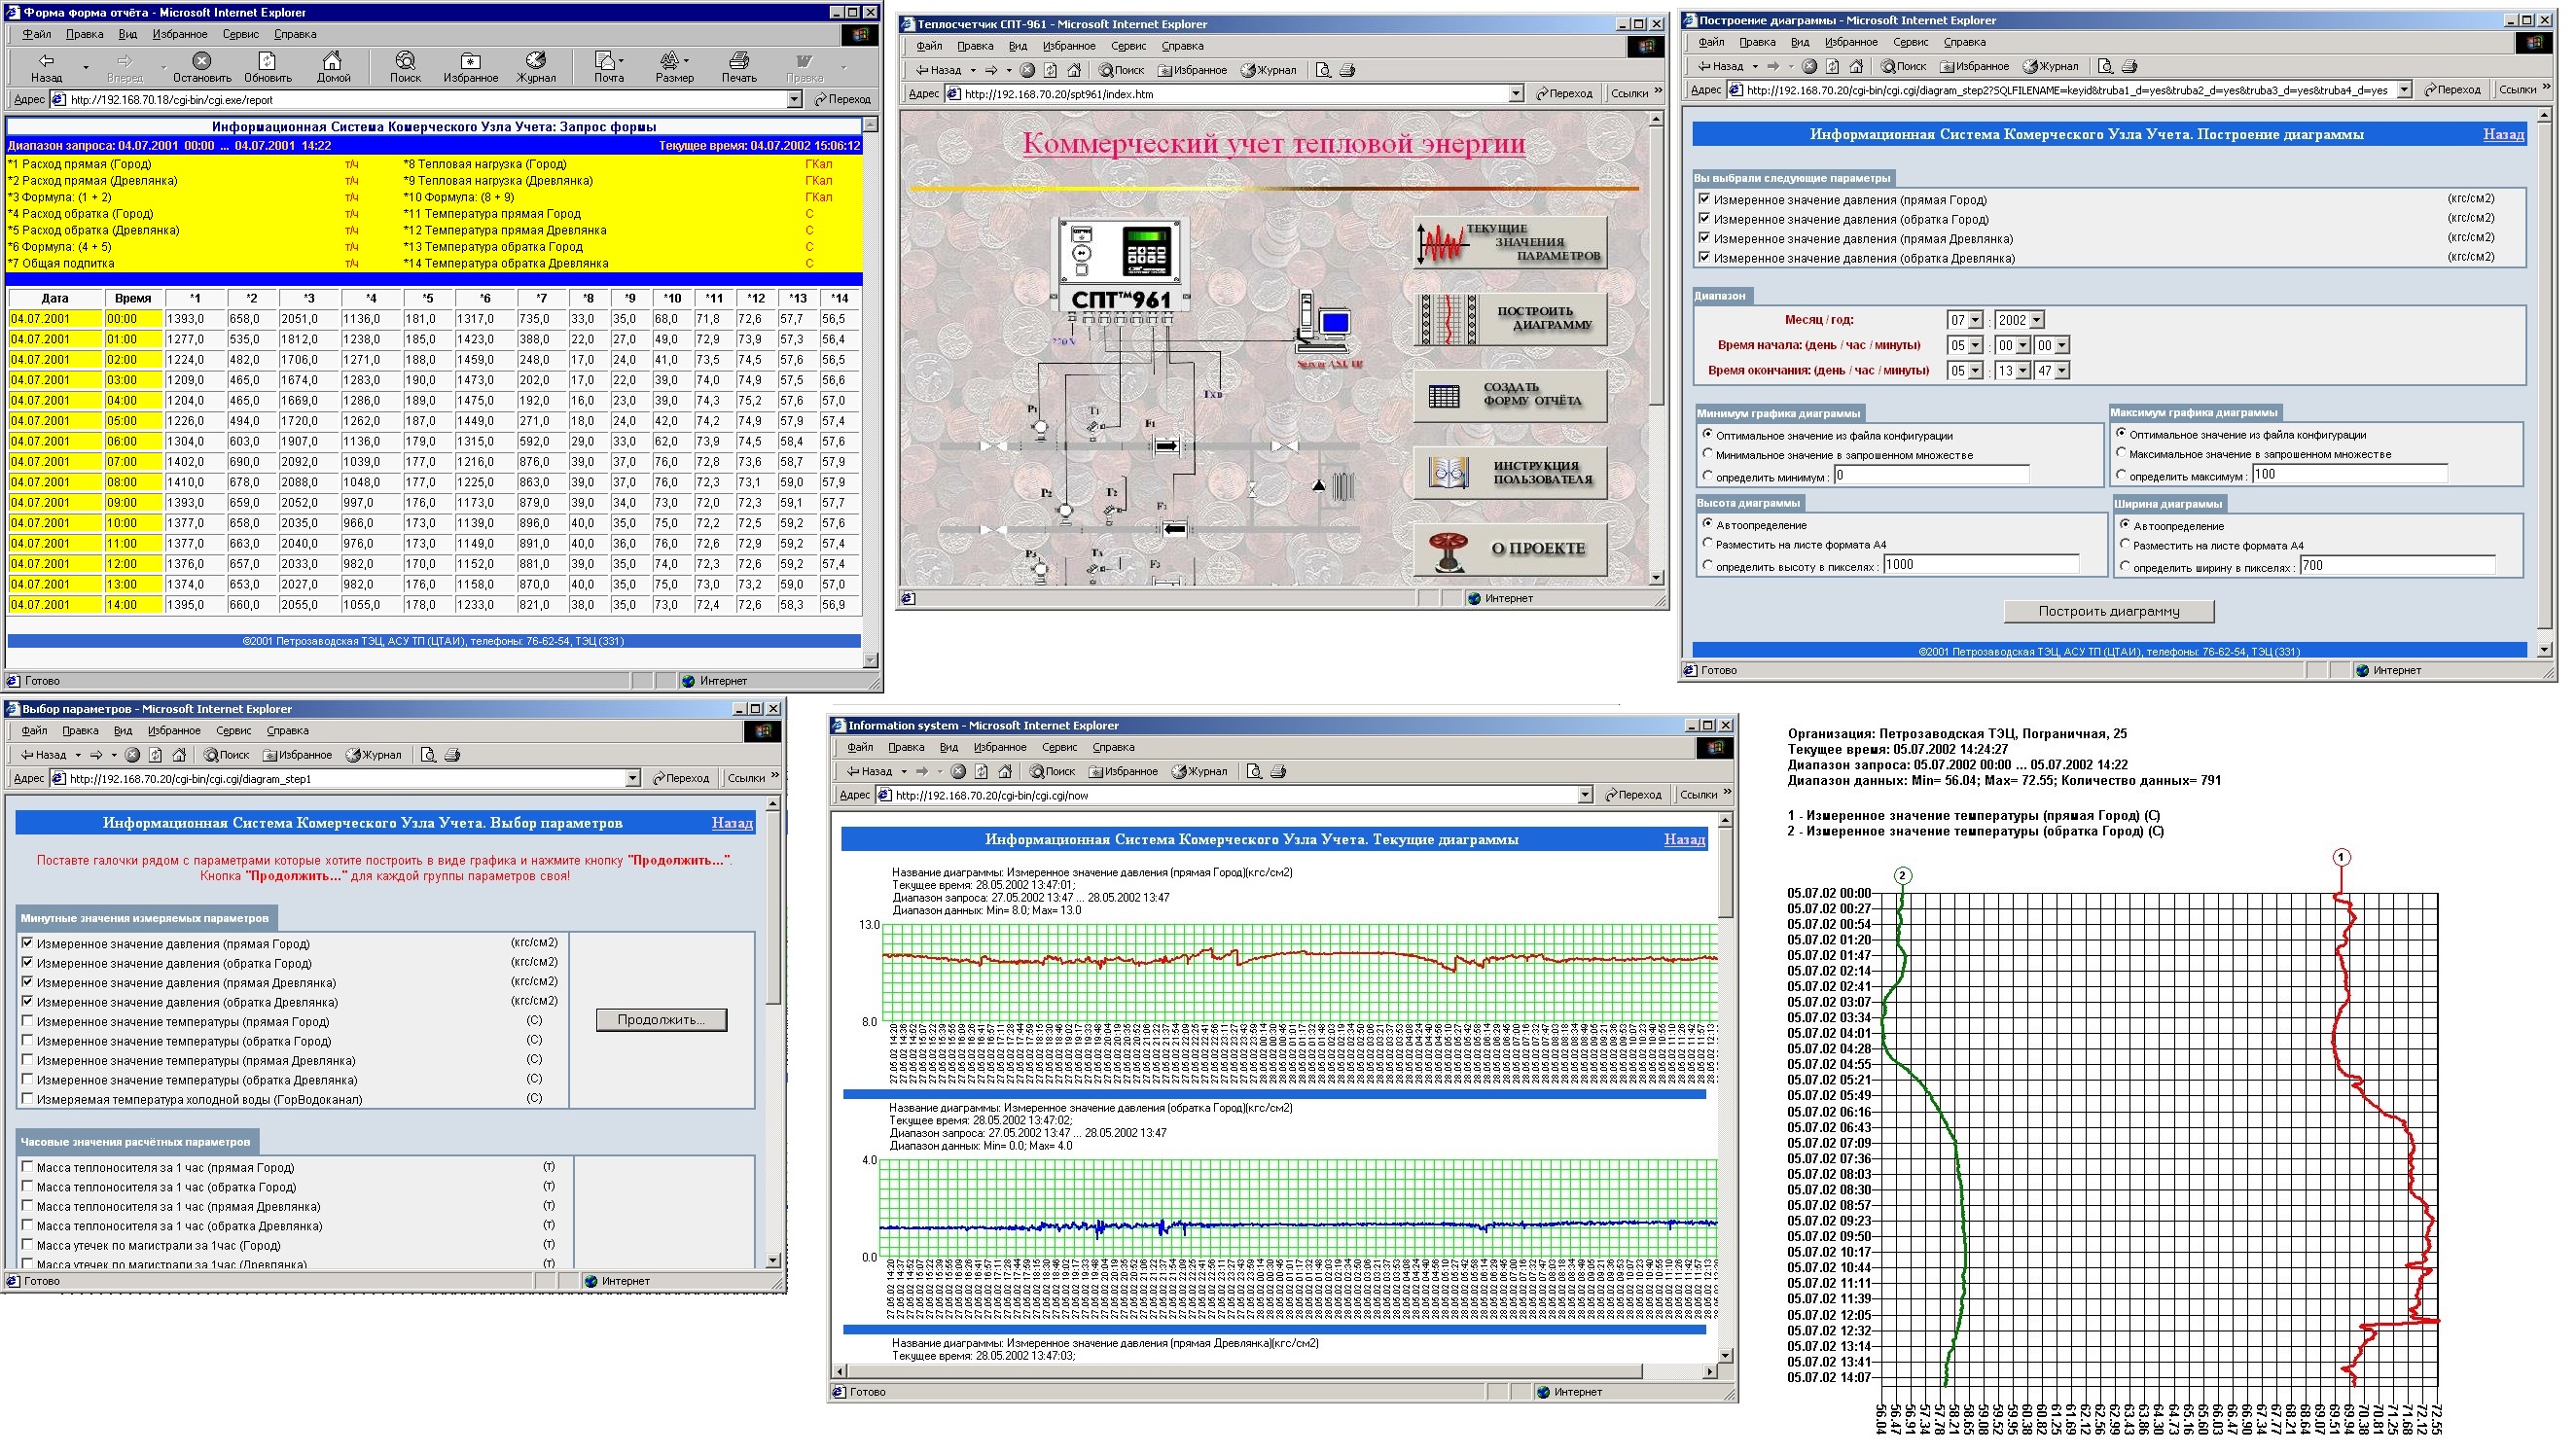 Форма форма отчёта - Microsoft Internet Explorer
Файл Правка Вид Избранное Сервис Справка
Назад Вперед Остановить Обновить Домой Поиск Избранное Журнал Почта Размер Печать Правка
Адрес http://192.168.70.18/cgi-bin/cgi.exe/report Переход
Информационная Система Комерческого Узла Учета: Запрос формы
Диапазон запроса: 04.07.2001 00:00 ... 04.07.2001 14:22 Текущее время: 04.07.2002 15:06:12
*1 Расход прямая (Город) т/ч *8 Тепловая нагрузка (Город) ГКал
*2 Расход прямая (Древлянка) т/ч *9 Тепловая нагрузка (Древлянка) ГКал
*3 Формула: (1 + 2) т/ч *10 Формула: (8 + 9) ГКал
*4 Расход обратка (Город) т/ч *11 Температура прямая Город С
*5 Расход обратка (Древлянка) т/ч *12 Температура прямая Древлянка С
*6 Формула: (4 + 5) т/ч *13 Температура обратка Город С
*7 Общая подпитка т/ч *14 Температура обратка Древлянка С
Дата Время *1 *2 *3 *4 *5 *6 *7 *8 *9 *10 *11 *12 *13 *14
04.07.2001 00:00 1393,0 658,0 2051,0 1136,0 181,0 1317,0 735,0 33,0 35,0 68,0 71,8 72,6 57,7 56,5
04.07.2001 01:00 1277,0 535,0 1812,0 1238,0 185,0 1423,0 388,0 22,0 27,0 49,0 72,9 73,9 57,3 56,4
04.07.2001 02:00 1224,0 482,0 1706,0 1271,0 188,0 1459,0 248,0 17,0 24,0 41,0 73,5 74,5 57,6 56,5
04.07.2001 03:00 1209,0 465,0 1674,0 1283,0 190,0 1473,0 202,0 17,0 22,0 39,0 74,0 74,9 57,5 56,6
04.07.2001 04:00 1204,0 465,0 1669,0 1286,0 189,0 1475,0 192,0 16,0 23,0 39,0 74,3 75,2 57,6 57,0
04.07.2001 05:00 1226,0 494,0 1720,0 1262,0 187,0 1449,0 271,0 18,0 24,0 42,0 74,2 74,9 57,9 57,4
04.07.2001 06:00 1304,0 603,0 1907,0 1136,0 179,0 1315,0 592,0 29,0 33,0 62,0 73,9 74,5 58,4 57,6
04.07.2001 07:00 1402,0 690,0 2092,0 1039,0 177,0 1216,0 876,0 39,0 37,0 76,0 72,8 73,6 58,7 57,9
04.07.2001 08:00 1410,0 678,0 2088,0 1048,0 177,0 1225,0 863,0 39,0 37,0 76,0 72,3 73,1 59,0 57,9
04.07.2001 09:00 1393,0 659,0 2052,0 997,0 176,0 1173,0 879,0 39,0 34,0 73,0 72,0 72,3 59,1 57,7
04.07.2001 10:00 1377,0 658,0 2035,0 966,0 173,0 1139,0 896,0 40,0 35,0 75,0 72,2 72,5 59,2 57,6
04.07.2001 11:00 1377,0 663,0 2040,0 976,0 173,0 1149,0 891,0 40,0 36,0 76,0 72,6 72,9 59,2 57,4
04.07.2001 12:00 1376,0 657,0 2033,0 982,0 170,0 1152,0 881,0 39,0 35,0 74,0 72,3 72,6 59,2 57,4
04.07.2001 13:00 1374,0 653,0 2027,0 982,0 176,0 1158,0 870,0 40,0 35,0 75,0 73,0 73,2 59,0 57,0
04.07.2001 14:00 1395,0 660,0 2055,0 1055,0 178,0 1233,0 821,0 38,0 35,0 73,0 72,4 72,6 58,3 56,9
©2001 Петрозаводская ТЭЦ, АСУ ТП (ЦТАИ), телефоны: 76-62-54, ТЭЦ (331)
Готово Интернет
Теплосчетчик СПТ-961 - Microsoft Internet Explorer
Файл Правка Вид Избранное Сервис Справка
Назад Поиск Избранное Журнал
Адрес http://192.168.70.20/spt961/index.htm Переход Ссылки »
Коммерческий учет тепловой энергии
СПТ™961
220 V
Server ASUTP
Тхв
P1 T1 F1
P2 T2 F2
P3 T3 F3
ТЕКУЩИЕ
ЗНАЧЕНИЯ
ПАРАМЕТРОВ
ПОСТРОИТЬ
ДИАГРАММУ
СОЗДАТЬ
ФОРМУ ОТЧЁТА
ИНСТРУКЦИЯ
ПОЛЬЗОВАТЕЛЯ
О ПРОЕКТЕ
Интернет
Построение диаграммы - Microsoft Internet Explorer
Файл Правка Вид Избранное Сервис Справка
Назад Поиск Избранное Журнал
Адрес http://192.168.70.20/cgi-bin/cgi.cgi/diagram_step2?SQLFILENAME=keyid&truba1_d=yes&truba2_d=yes&truba3_d=yes&truba4_d=yes Переход Ссылки »
Информационная Система Комерческого Узла Учета. Построение диаграммы Назад
Вы выбрали следующие параметры
Измеренное значение давления (прямая Город) (кгс/см2)
Измеренное значение давления (обратка Город) (кгс/см2)
Измеренное значение давления (прямая Древлянка) (кгс/см2)
Измеренное значение давления (обратка Древлянка) (кгс/см2)
Диапазон
Месяц / год: 07 : 2002
Время начала: (день / час / минуты) 05 : 00 00
Время окончания: (день / час / минуты) 05 : 13 47
Минимум графика диаграммы Максимум графика диаграммы
Оптимальное значение из файла конфигурации Оптимальное значение из файла конфигурации
Минимальное значение в запрошенном множестве Максимальное значение в запрошенном множестве
определить минимум : 0 определить максимум : 100
Высота диаграммы Ширина диаграммы
Автоопределение Автоопределение
Разместить на листе формата А4 Разместить на листе формата А4
определить высоту в пикселях : 1000 определить ширину в пикселях : 700
Построить диаграмму
©2001 Петрозаводская ТЭЦ, АСУ ТП (ЦТАИ), телефоны: 76-62-54, ТЭЦ (331)
Готово Интернет
Выбор параметров - Microsoft Internet Explorer
Файл Правка Вид Избранное Сервис Справка
Назад Поиск Избранное Журнал
Адрес http://192.168.70.20/cgi-bin/cgi.cgi/diagram_step1 Переход Ссылки »
Информационная Система Комерческого Узла Учета. Выбор параметров Назад
Поставте галочки рядом с параметрами которые хотите построить в виде графика и нажмите кнопку "Продолжить...".
Кнопка "Продолжить..." для каждой группы параметров своя!
Минутные значения измеряемых параметров
Измеренное значение давления (прямая Город) (кгс/см2)
Измеренное значение давления (обратка Город) (кгс/см2)
Измеренное значение давления (прямая Древлянка) (кгс/см2)
Измеренное значение давления (обратка Древлянка) (кгс/см2)
Измеренное значение температуры (прямая Город) (С)
Измеренное значение температуры (обратка Город) (С)
Измеренное значение температуры (прямая Древлянка) (С)
Измеренное значение температуры (обратка Древлянка) (С)
Измеряемая температура холодной воды (ГорВодоканал) (С)
Продолжить...
Часовые значения расчётных параметров
Масса теплоносителя за 1 час (прямая Город) (т)
Масса теплоносителя за 1 час (обратка Город) (т)
Масса теплоносителя за 1 час (прямая Древлянка) (т)
Масса теплоносителя за 1 час (обратка Древлянка) (т)
Масса утечек по магистрали за 1час (Город) (т)
Масса утечек по магистрали за 1час (Древлянка) (т)
Готово Интернет
Information system - Microsoft Internet Explorer
Файл Правка Вид Избранное Сервис Справка
Назад Поиск Избранное Журнал
Адрес http://192.168.70.20/cgi-bin/cgi.cgi/now Переход Ссылки »
Информационная Система Комерческого Узла Учета. Текущие диаграммы Назад
Название диаграммы: Измеренное значение давления (прямая Город)(кгс/см2)
Текущее время: 28.05.2002 13:47:01;
Диапазон запроса: 27.05.2002 13:47 ... 28.05.2002 13:47
Диапазон данных: Min= 8.0; Max= 13.0
13.0
8.0
Название диаграммы: Измеренное значение давления (обратка Город)(кгс/см2)
Текущее время: 28.05.2002 13:47:02;
Диапазон запроса: 27.05.2002 13:47 ... 28.05.2002 13:47
Диапазон данных: Min= 0.0; Max= 4.0
4.0
0.0
Название диаграммы: Измеренное значение давления (прямая Древлянка)(кгс/см2)
Текущее время: 28.05.2002 13:47:03;
Готово Интернет
Организация: Петрозаводская ТЭЦ, Пограничная, 25
Текущее время: 05.07.2002 14:24:27
Диапазон запроса: 05.07.2002 00:00 ... 05.07.2002 14:22
Диапазон данных: Min= 56.04; Max= 72.55; Количество данных= 791
1 - Измеренное значение температуры (прямая Город) (С)
2 - Измеренное значение температуры (обратка Город) (С)
1
2
05.07.02 00:00
05.07.02 00:27
05.07.02 00:54
05.07.02 01:20
05.07.02 01:47
05.07.02 02:14
05.07.02 02:41
05.07.02 03:07
05.07.02 03:34
05.07.02 04:01
05.07.02 04:28
05.07.02 04:55
05.07.02 05:21
05.07.02 05:49
05.07.02 06:16
05.07.02 06:43
05.07.02 07:09
05.07.02 07:36
05.07.02 08:03
05.07.02 08:30
05.07.02 08:57
05.07.02 09:23
05.07.02 09:50
05.07.02 10:17
05.07.02 10:44
05.07.02 11:11
05.07.02 11:39
05.07.02 12:05
05.07.02 12:32
05.07.02 13:14
05.07.02 13:41
05.07.02 14:07
56.04 56.47 56.91 57.34 57.78 58.21 58.65 59.08 59.52 59.95 60.38 60.82 61.25 61.69 62.12 62.56 62.99 63.43 63.86 64.30 64.73 65.16 65.60 66.03 66.47 66.90 67.34 67.77 68.21 68.64 69.07 69.51 69.94 70.38 70.81 71.25 71.68 72.12 72.55